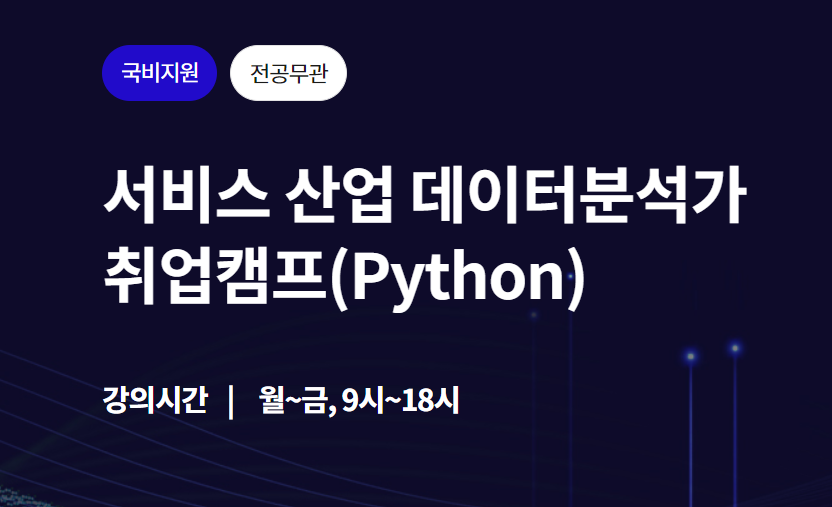 국비지원 전공무관
서비스 산업 데이터분석가
취업캠프(Python)
강의시간 | 월~금, 9시~18시